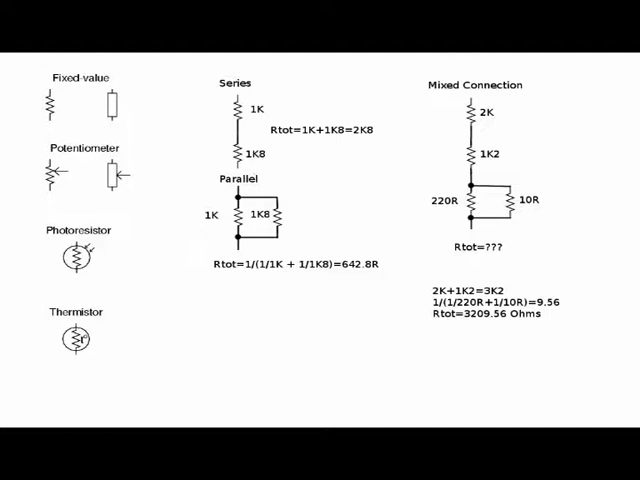 Fixed-value
Potentiometer
Photoresistor
Thermistor
Series
1K
Rtot=1K+1K8=2K8
1K8
Parallel
1K
1K8
Rtot=1/(1/1K + 1/1K8)=642.8R
Mixed Connection
2K
1K2
220R
10R
Rtot=???
2K+1K2=3K2
1/(1/220R+1/10R)=9.56
Rtot=3209.56 Ohms